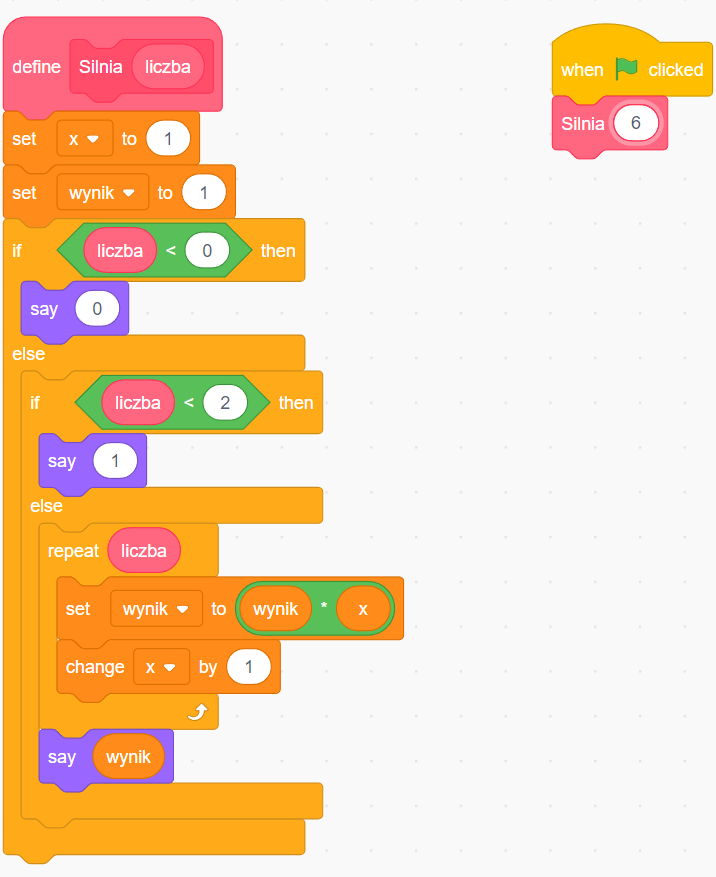 define Silnia liczba
set x to 1
set wynik to 1
if liczba < 0 then
say 0
else
if liczba < 2 then
say 1
else
repeat liczba
set wynik to wynik * x
change x by 1
say wynik
when clicked
Silnia 6